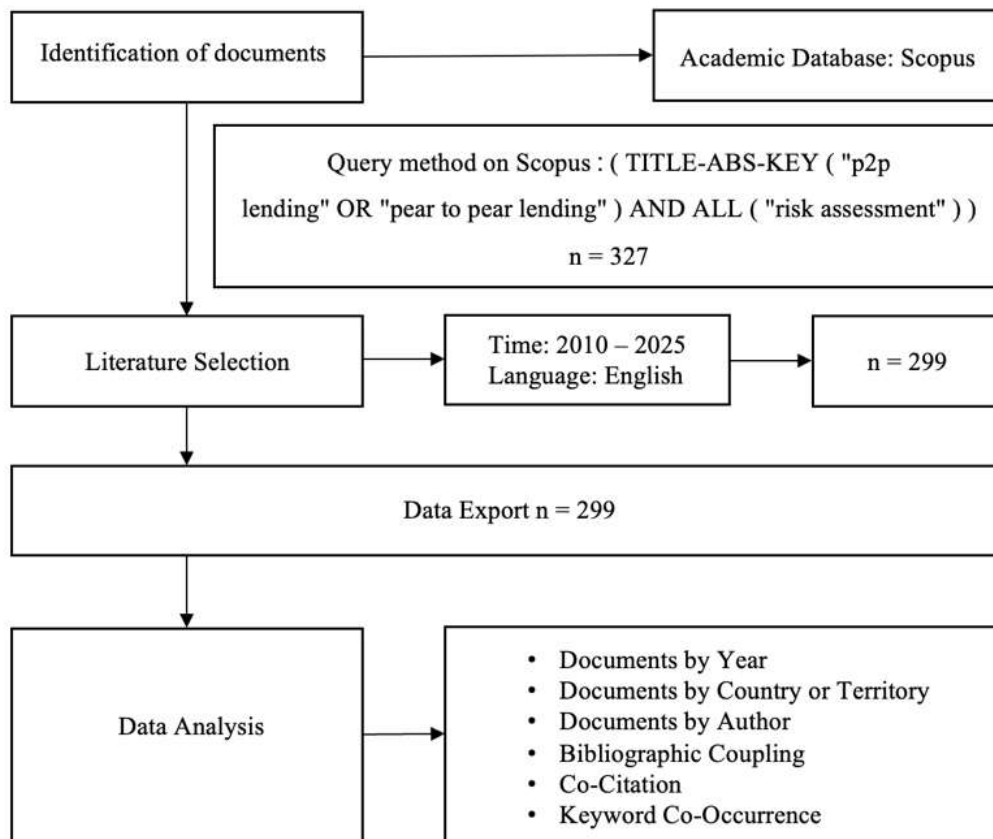 Identification of documents
Academic Database: Scopus
Query method on Scopus : ( TITLE-ABS-KEY ( "p2p
lending" OR "pear to pear lending" ) AND ALL ( "risk assessment" ) )
n = 327
Literature Selection
Time: 2010 – 2025
Language: English
n = 299
Data Export n = 299
Data Analysis
• Documents by Year
• Documents by Country or Territory
• Documents by Author
• Bibliographic Coupling
• Co-Citation
• Keyword Co-Occurrence